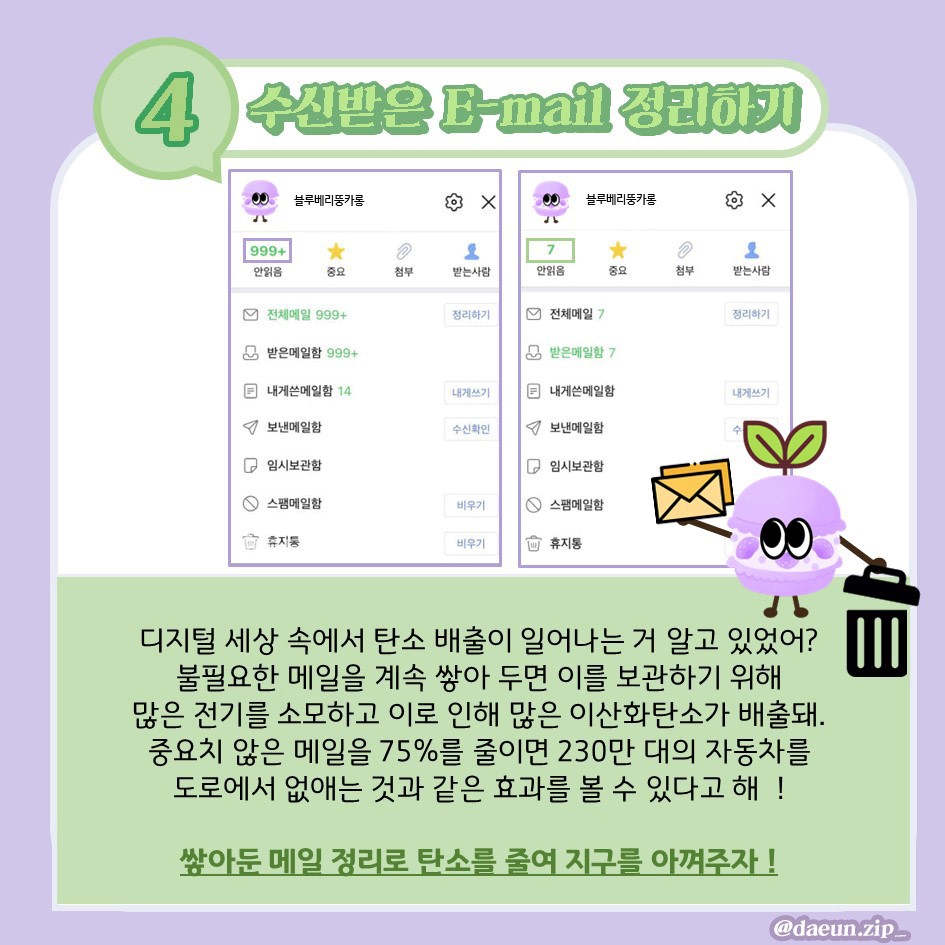 4
수신받은 E-mail 정리하기
블루베리뚱카롱
999+
안읽음
중요
첨부
받는사람
전체메일 999+
정리하기
받은메일함 999+
내게쓴메일함 14
내게쓰기
보낸메일함
수신확인
임시보관함
스팸메일함
비우기
휴지통
비우기
블루베리뚱카롱
7
안읽음
중요
첨부
받는사람
전체메일 7
정리하기
받은메일함 7
내게쓴메일함
내게쓰기
보낸메일함
수
임시보관함
스팸메일함
휴지통
디지털 세상 속에서 탄소 배출이 일어나는 거 알고 있었어?
불필요한 메일을 계속 쌓아 두면 이를 보관하기 위해
많은 전기를 소모하고 이로 인해 많은 이산화탄소가 배출돼.
중요치 않은 메일을 75%를 줄이면 230만 대의 자동차를
도로에서 없애는 것과 같은 효과를 볼 수 있다고 해 !
쌓아둔 메일 정리로 탄소를 줄여 지구를 아껴주자 !
@daeun.zip_